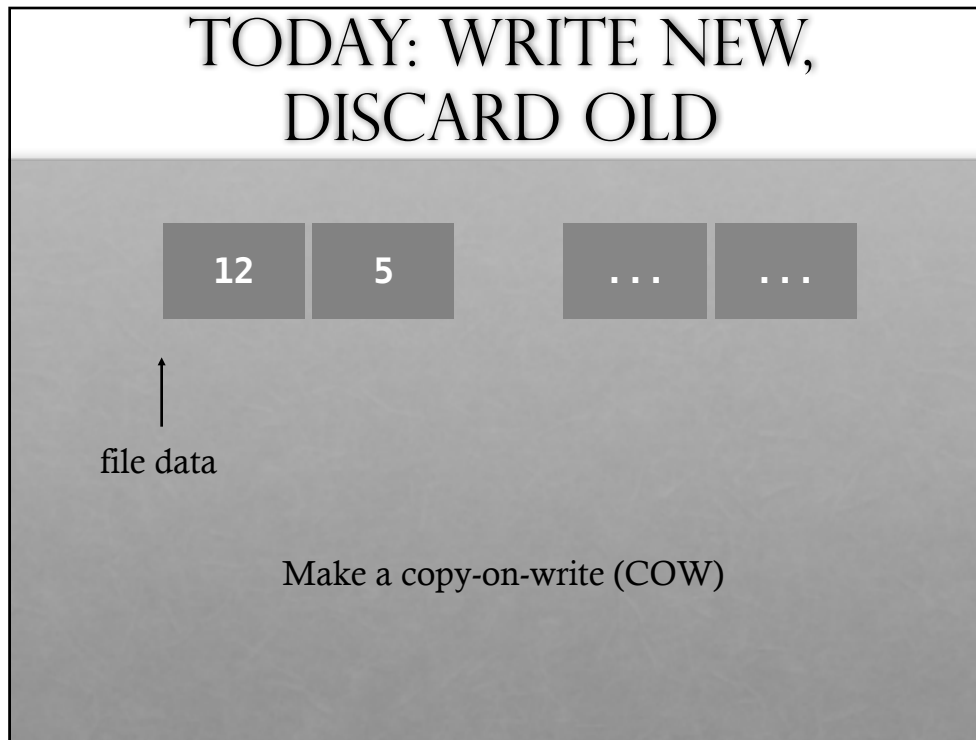 TODAY: WRITE NEW,
DISCARD OLD
12 5 ... ...
file data
Make a copy-on-write (COW)